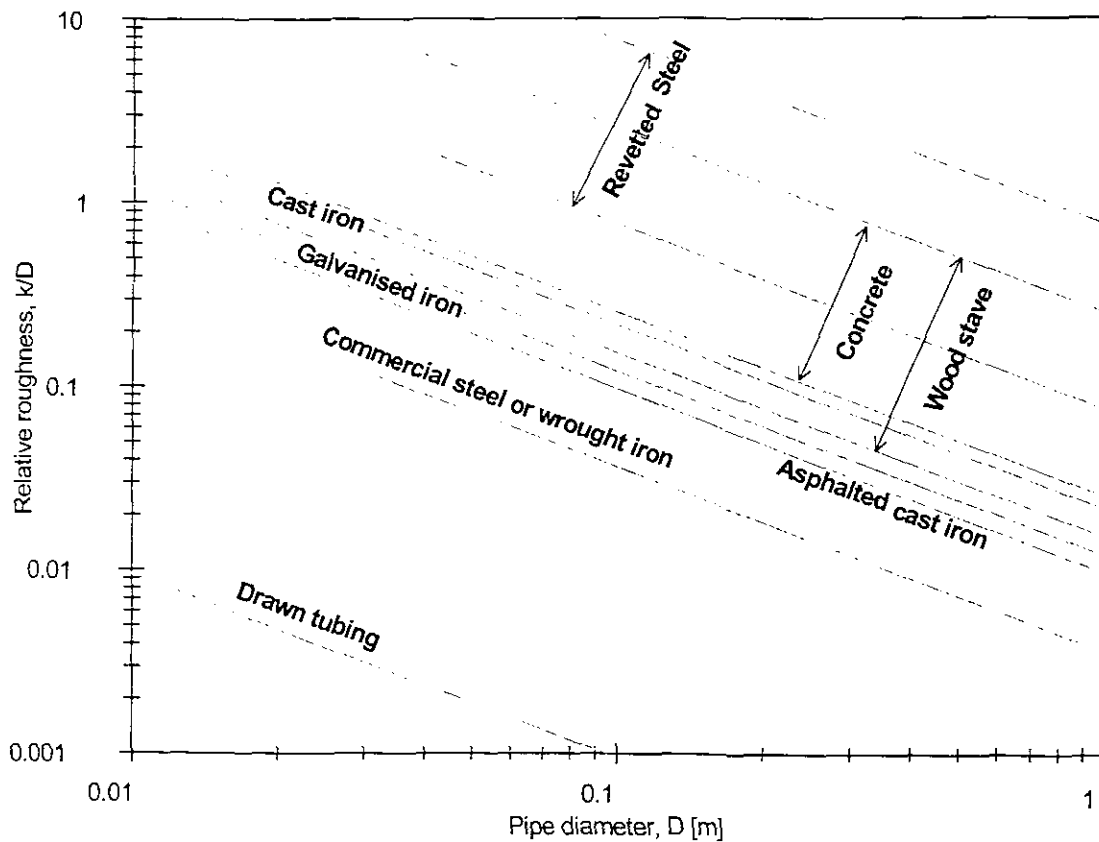 10
1
0.1
0.01
0.001
Relative roughness, k/D
Revetted Steel
Cast iron
Galvanised iron
Commercial steel or wrought iron
Concrete
Wood stave
Asphalted cast iron
Drawn tubing
0.01
0.1
1
Pipe diameter, D [m]